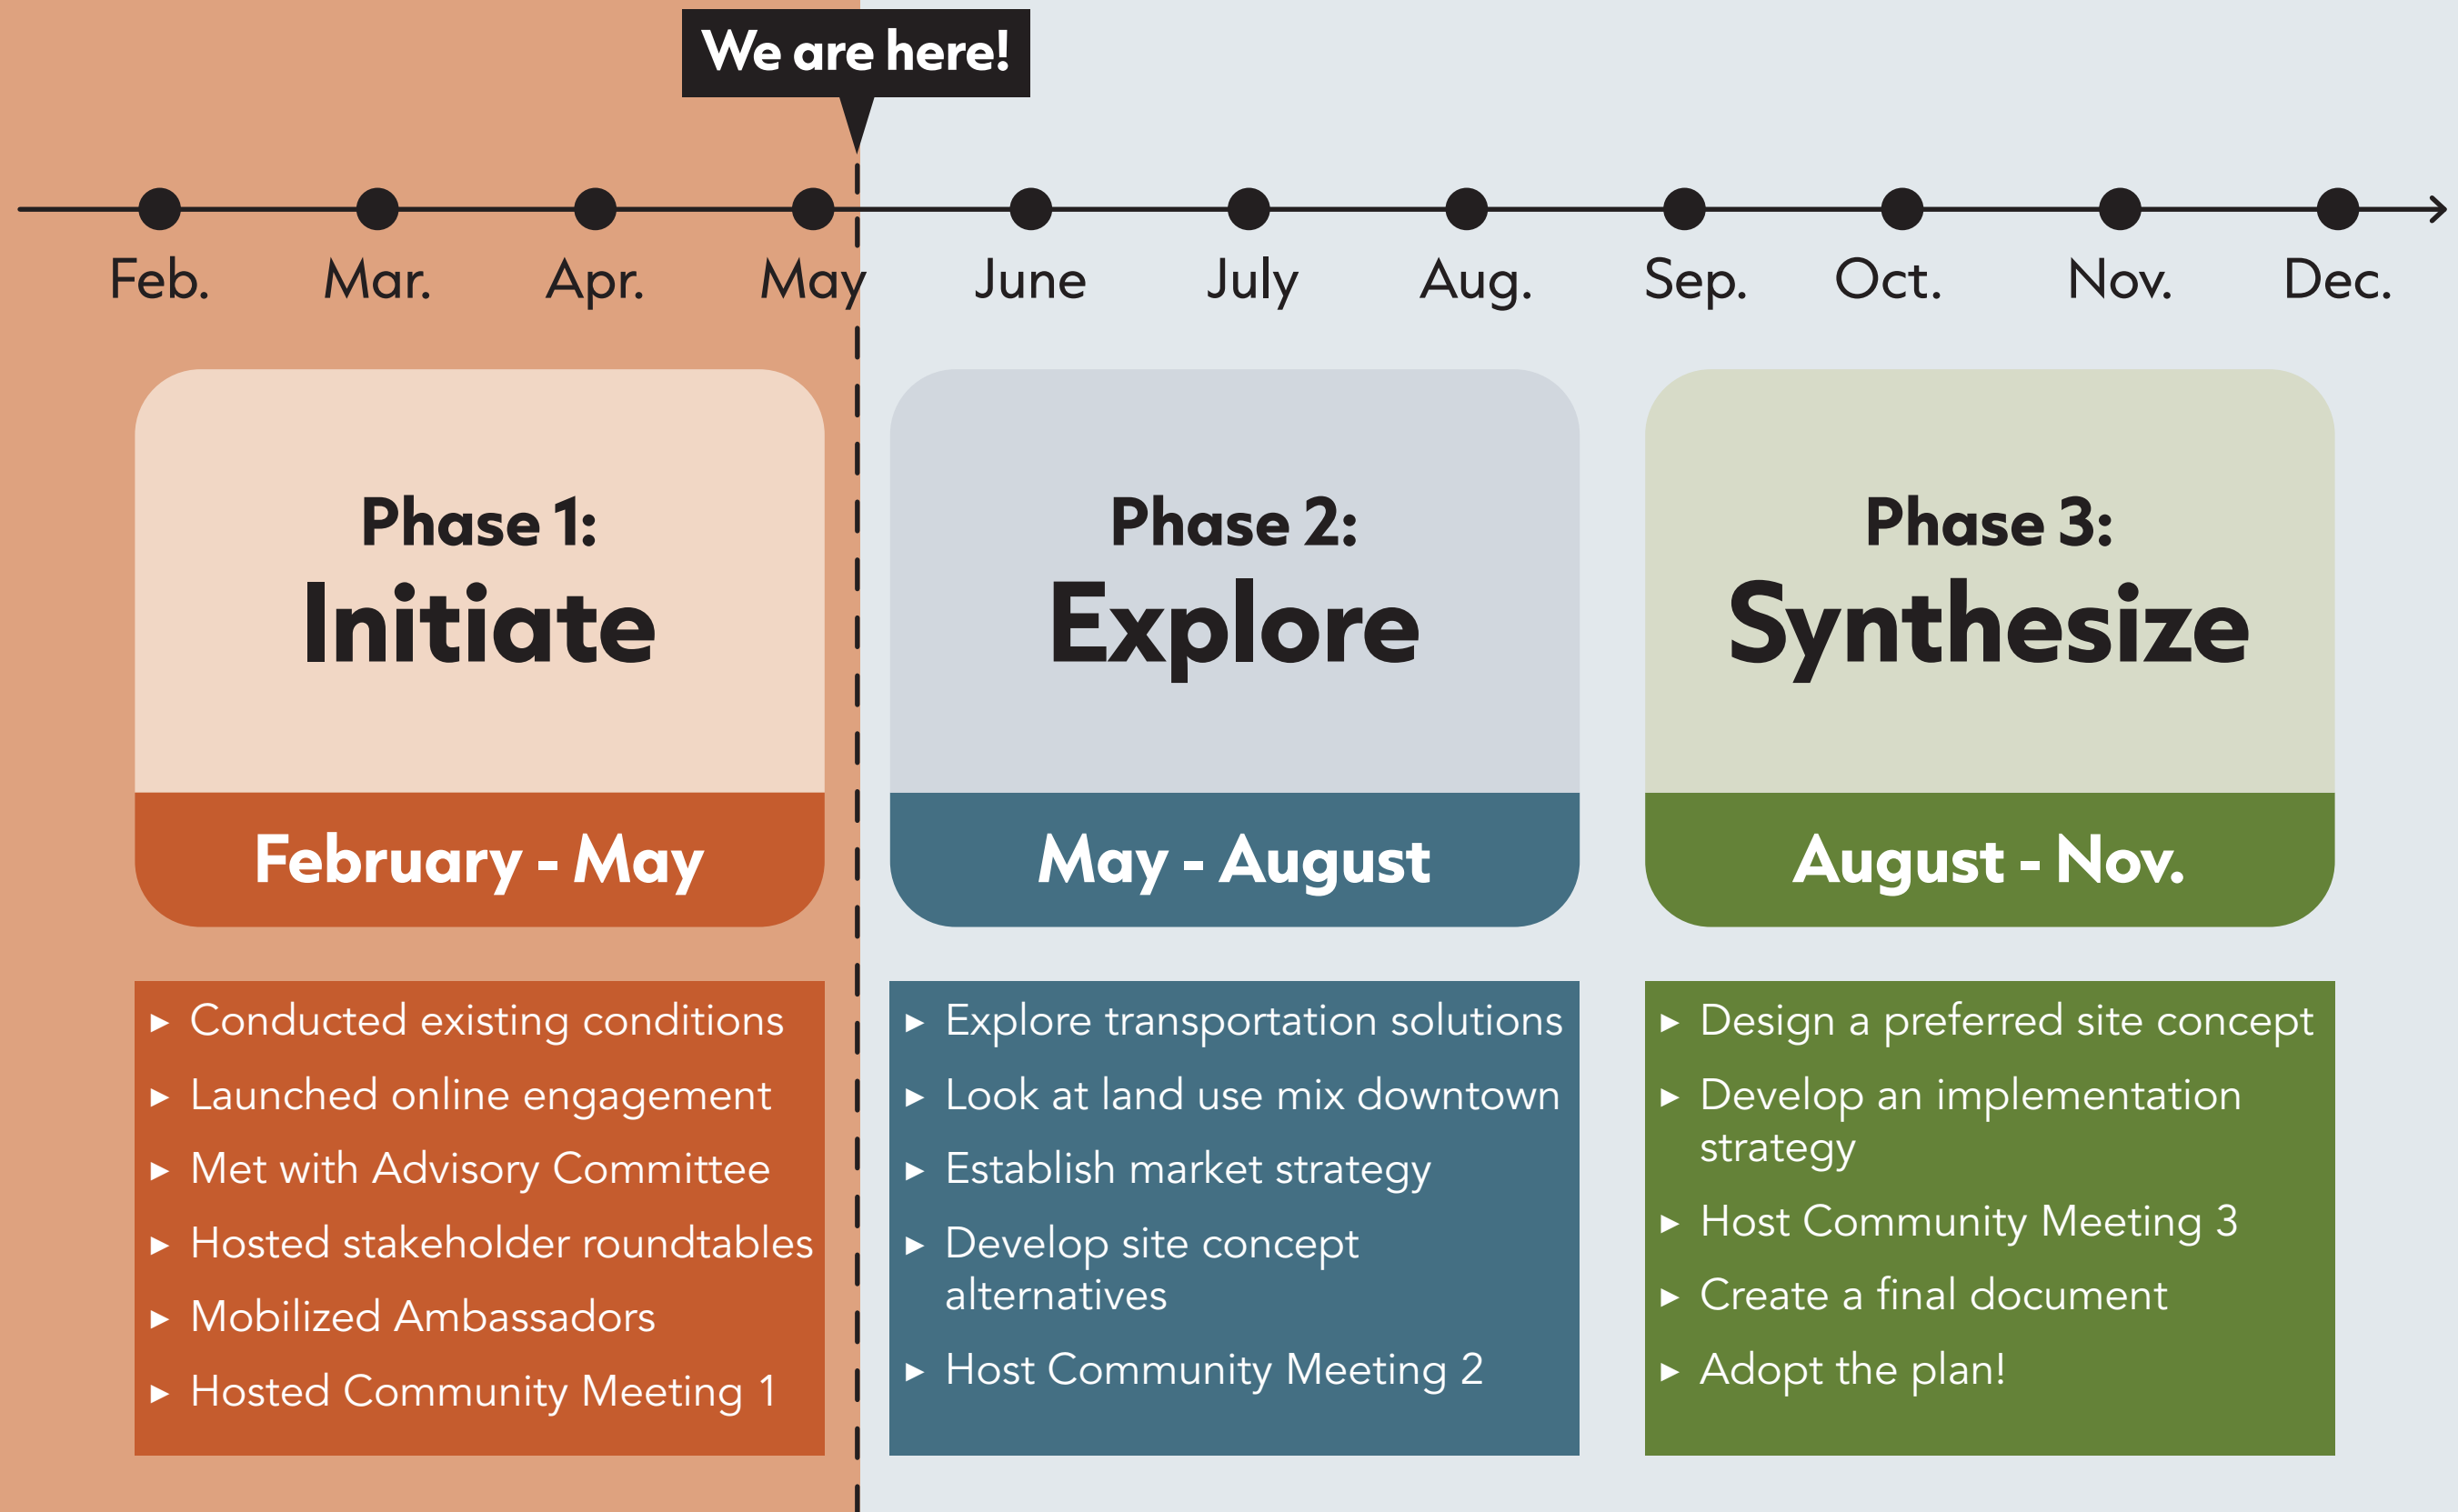 We are here!
Feb. Mar. Apr. May June July Aug. Sep. Oct. Nov. Dec.
Phase 1:
Initiate
February - May
► Conducted existing conditions
► Launched online engagement
► Met with Advisory Committee
► Hosted stakeholder roundtables
► Mobilized Ambassadors
► Hosted Community Meeting 1
Phase 2:
Explore
May - August
► Explore transportation solutions
► Look at land use mix downtown
► Establish market strategy
► Develop site concept
alternatives
► Host Community Meeting 2
Phase 3:
Synthesize
August - Nov.
► Design a preferred site concept
► Develop an implementation
strategy
► Host Community Meeting 3
► Create a final document
► Adopt the plan!